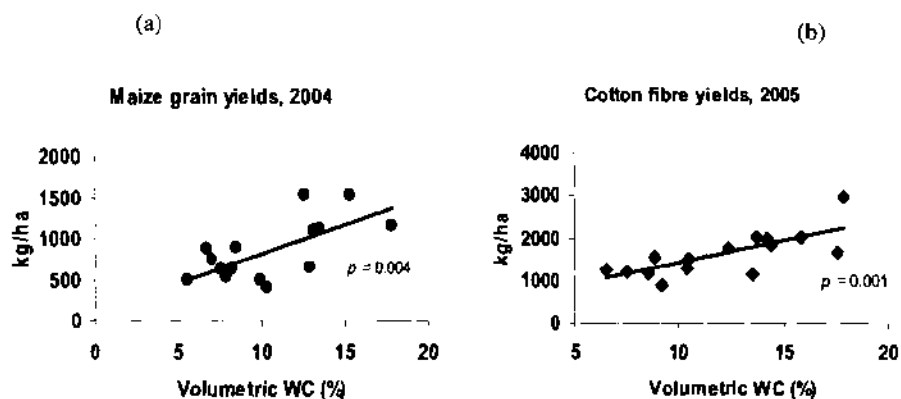 (a)
Maize grain yields, 2004
2000
1500
1000
500
0
kg/ha
p = 0.004
0 5 10 15 20
Volumetric WC (%)
(b)
Cotton fibre yields, 2005
4000
3000
2000
1000
0
kg/ha
p = 0.001
5 10 15 20
Volumetric WC (%)